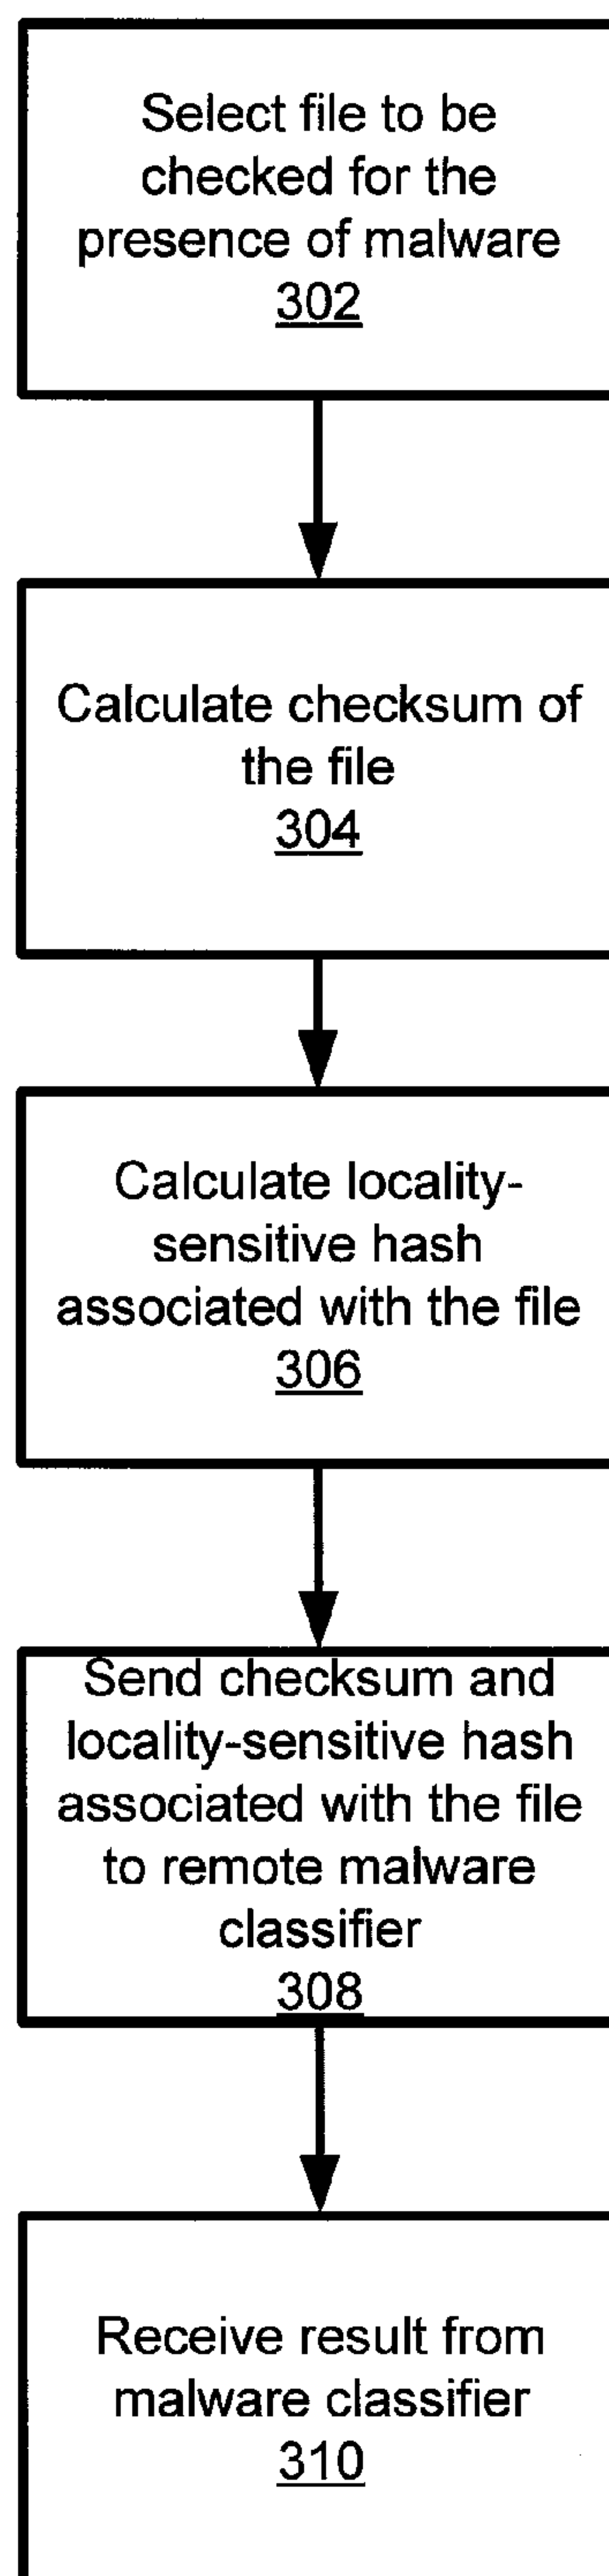 Select file to be
checked for the
presence of malware
302
Calculate checksum of
the file
304
Calculate locality-
sensitive hash
associated with the file
306
Send checksum and
locality-sensitive hash
associated with the file
to remote malware
classifier
308
Receive result from
malware classifier
310